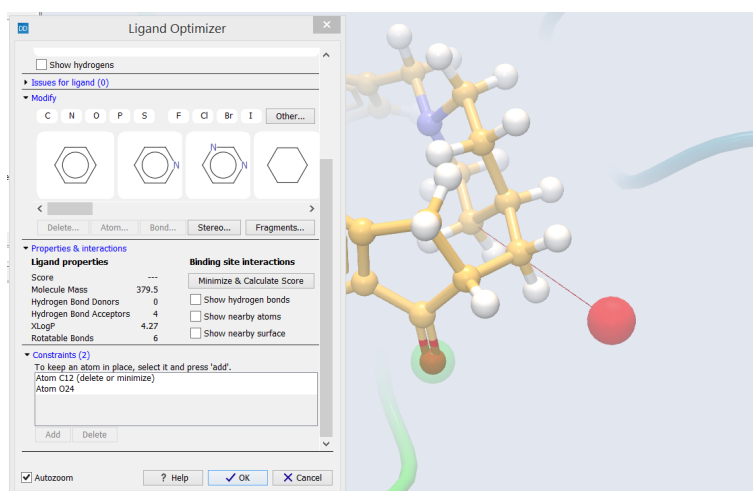 DD
Ligand Optimizer
Show hydrogens
Issues for ligand (0)
Modify
C N O P S F Cl Br I Other...
N N N
Delete... Atom... Bond... Stereo... Fragments...
Properties & interactions
Ligand properties Binding site interactions
Score --- Minimize & Calculate Score
Molecule Mass 379.5
Hydrogen Bond Donors 0 Show hydrogen bonds
Hydrogen Bond Acceptors 4 Show nearby atoms
XLogP 4.27
Rotatable Bonds 6 Show nearby surface
Constraints (2)
To keep an atom in place, select it and press 'add'.
Atom C12 (delete or minimize)
Atom O24
Add Delete
Autozoom ? Help OK Cancel